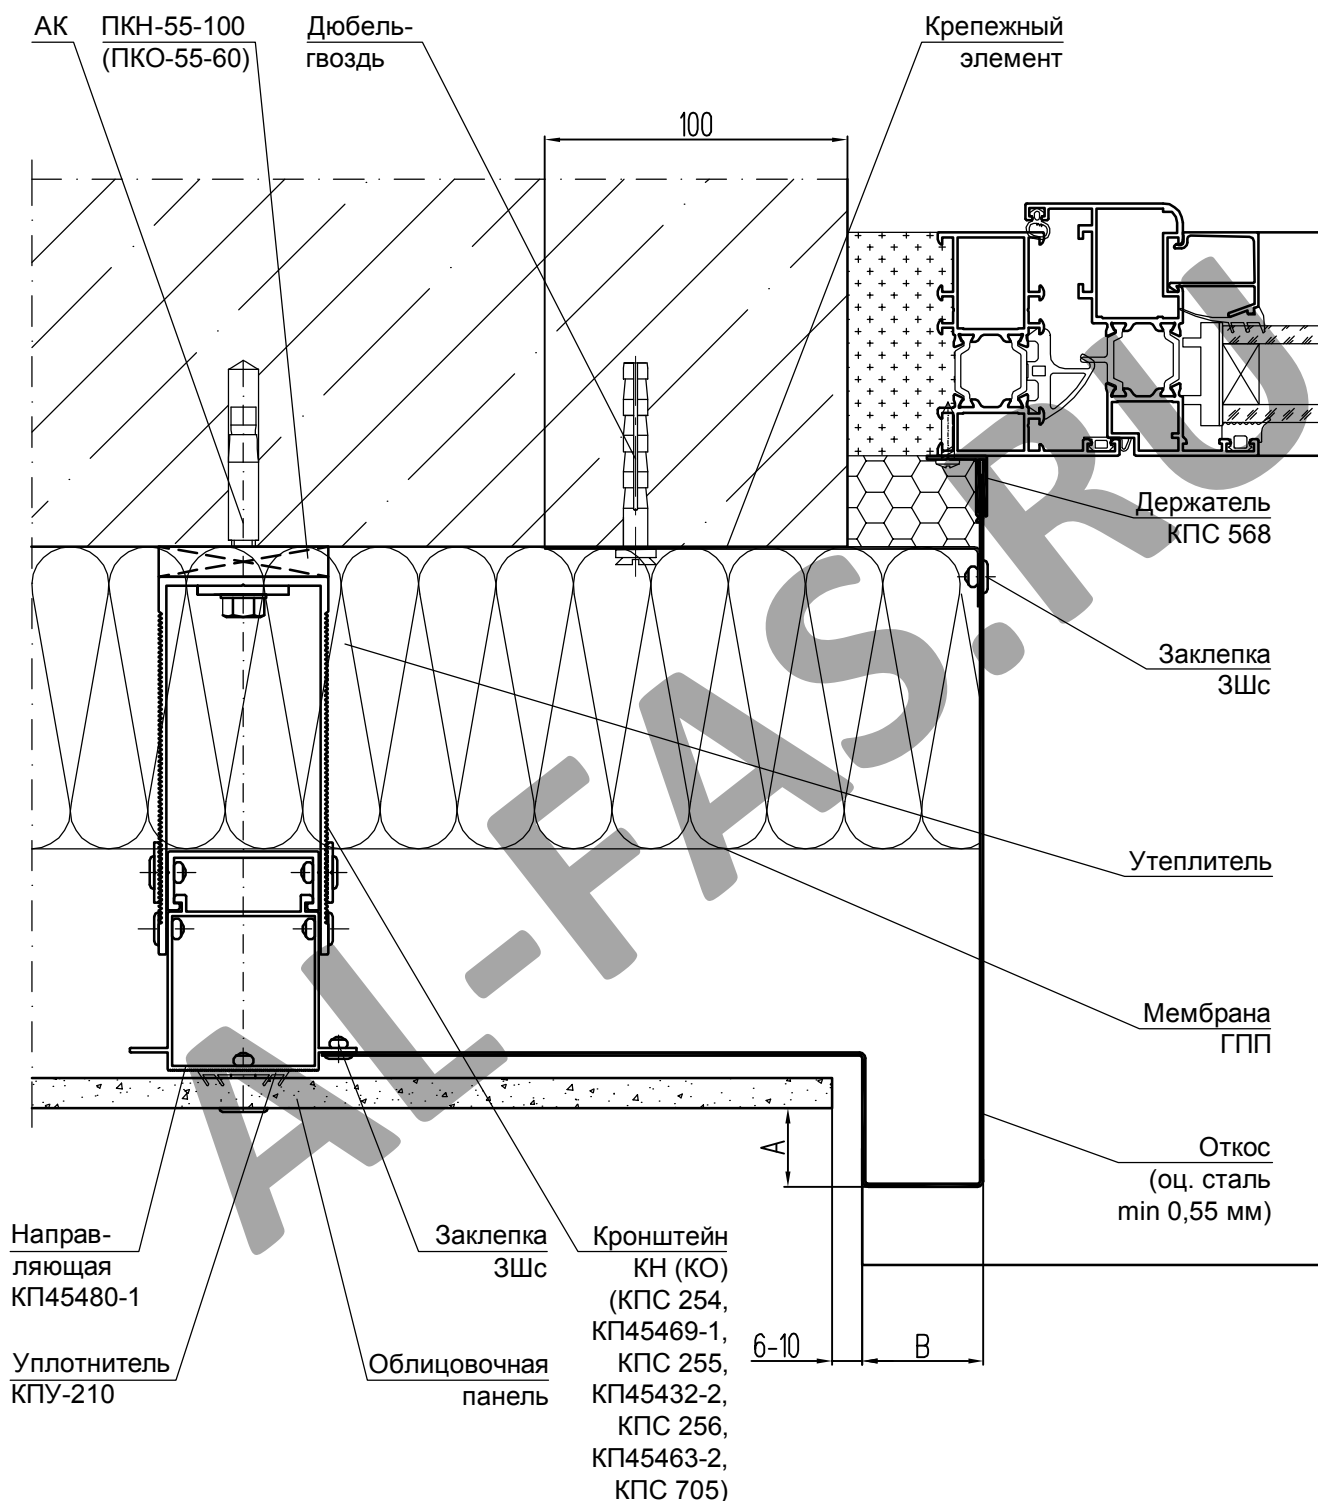 АК
ПКН-55-100
(ПКО-55-60)
Дюбель-
гвоздь
Крепежный
элемент
100
Держатель
КПС 568
Заклепка
ЗШс
Утеплитель
Мембрана
ГПП
А
Откос
(оц. сталь
min 0,55 мм)
Направ-
ляющая
КП45480-1
Заклепка
ЗШс
Кронштейн
КН (КО)
(КПС 254,
КП45469-1,
КПС 255,
КП45432-2,
КПС 256,
КП45463-2,
КПС 705)
6-10
В
Уплотнитель
КПУ-210
Облицовочная
панель
AL-FAS.RU